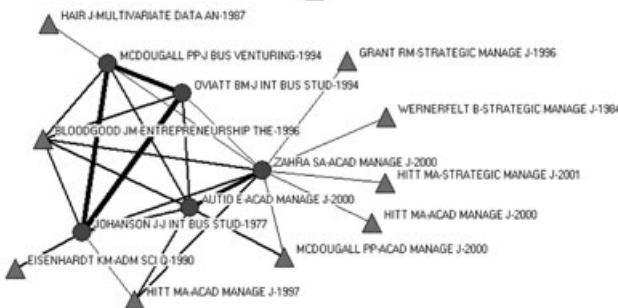 HAIR J-MULTIVARIATE DATA AN-1987
MCDOUGALL PP-J BUS VENTURING-1994
GRANT RM-STRATEGIC MANAGE J-1996
OVIATT BM-J INT BUS STUD-1994
WERNERFELT B-STRATEGIC MANAGE J-1984
BLOODGOOD JM-ENTREPRENEURSHIP THE-1996
ZAHRA SA-ACAD MANAGE J-2000
HITT MA-STRATEGIC MANAGE J-2001
AUTIO E-ACAD MANAGE J-2000
HITT MA-ACAD MANAGE J-2000
JOHANSON J-J INT BUS STUD-1977
MCDOUGALL PP-ACAD MANAGE J-2000
EISENHARDT KM-ADM SCI Q-1990
HITT MA-ACAD MANAGE J-1997